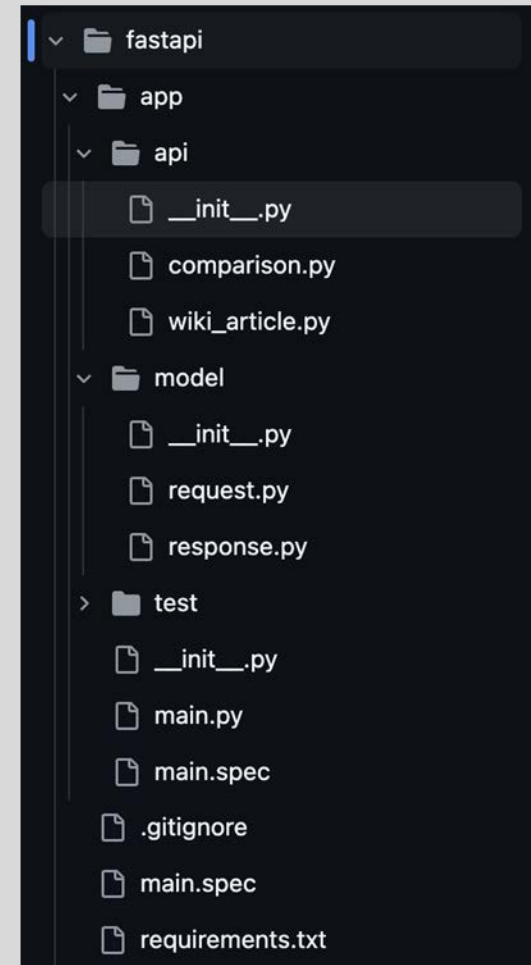 fastapi
app
api
__init__.py
comparison.py
wiki_article.py
model
__init__.py
request.py
response.py
test
__init__.py
main.py
main.spec
.gitignore
main.spec
requirements.txt